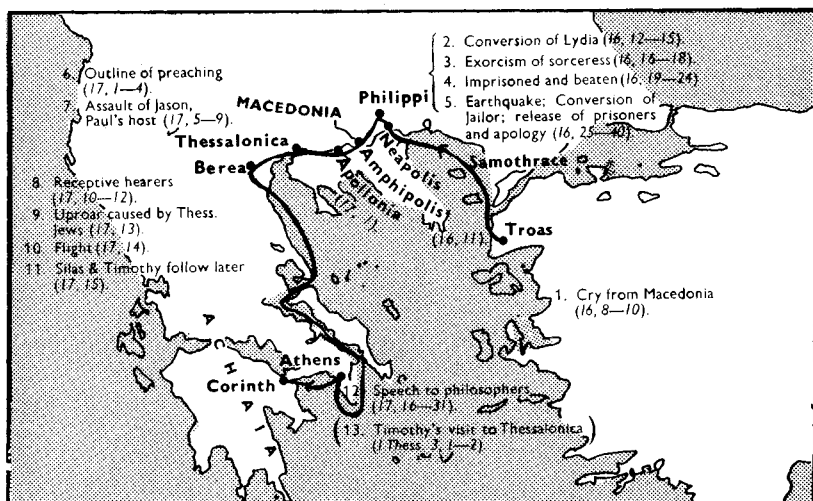 2. Conversion of Lydia (16, 12—15).
3. Exorcism of sorceress (16, 16—18).
4. Imprisoned and beaten (16, 19—24)
5. Earthquake; Conversion of
Jailor; release of prisoners
and apology (16, 25—40).
6. Outline of preaching
(17, 1—4).
7. Assault of Jason,
Paul's host (17, 5—9).
MACEDONIA
Philippi
Thessalonica
Berea
Neapolis
Amphipolis
Apollonia
(17, 1)
Samothrace
(16, 11).
Troas
8. Receptive hearers
(17, 10—12).
9. Uproar caused by Thess.
Jews (17, 13).
10. Flight (17, 14).
11. Silas & Timothy follow later
(17, 15).
1. Cry from Macedonia
(16, 8—10).
ACHAIA
Athens
Corinth
12. Speech to philosophers
(17, 16—31).
(13. Timothy's visit to Thessalonica)
(1 Thess. 3, 1—2).